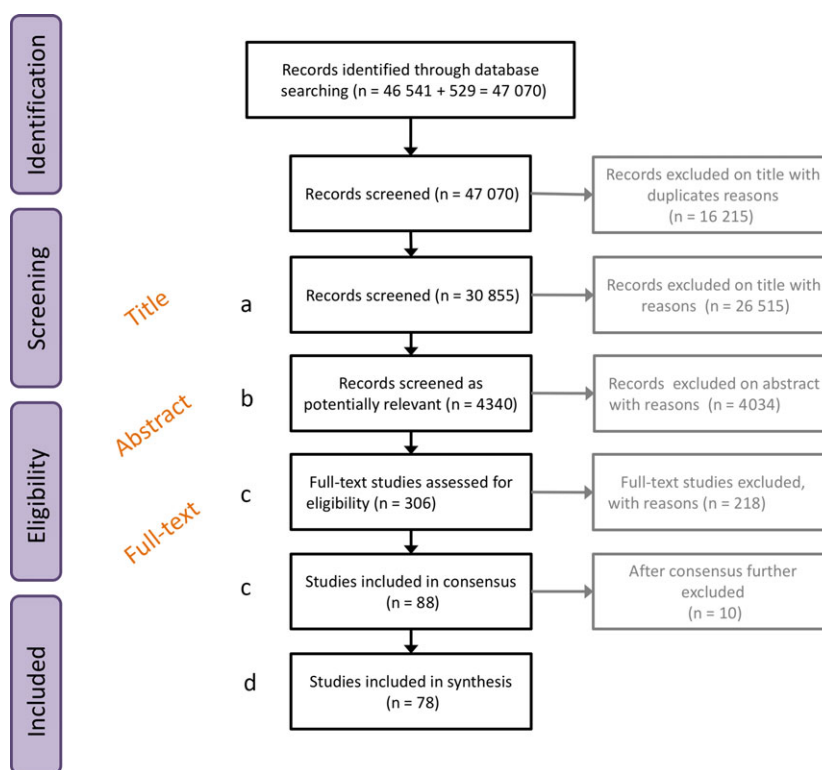 Identification
Records identified through database
searching (n = 46 541 + 529 = 47 070)
Records screened (n = 47 070)
Records excluded on title with
duplicates reasons
(n = 16 215)
Screening
Title
a
Records screened (n = 30 855)
Records excluded on title with
reasons (n = 26 515)
Abstract
b
Records screened as
potentially relevant (n = 4340)
Records excluded on abstract
with reasons (n = 4034)
Eligibility
Full-text
c
Full-text studies assessed for
eligibility (n = 306)
Full-text studies excluded,
with reasons (n = 218)
c
Studies included in consensus
(n = 88)
After consensus further
excluded
(n = 10)
Included
d
Studies included in synthesis
(n = 78)